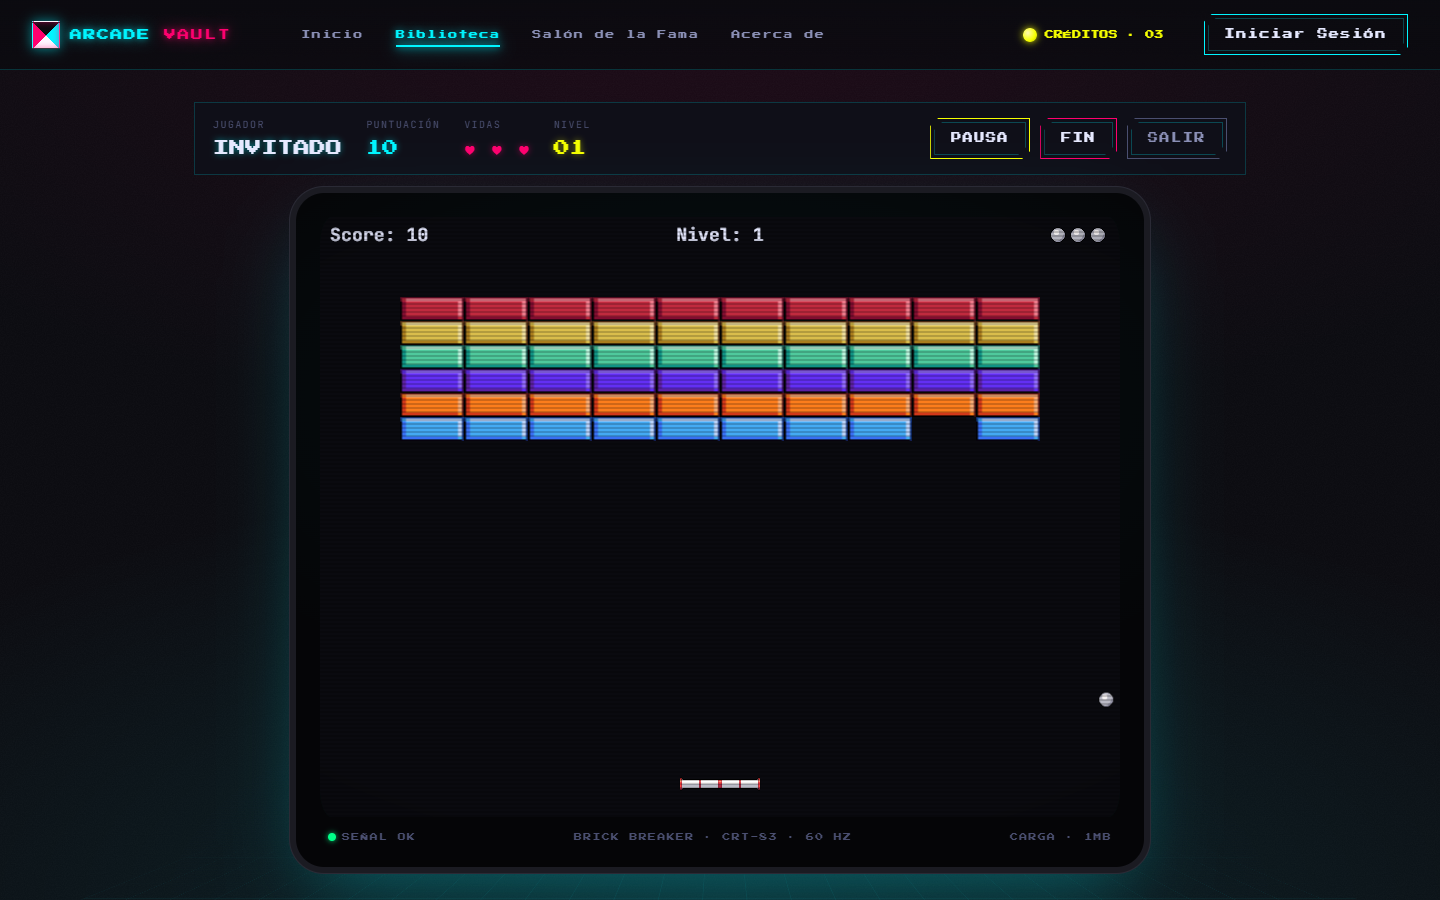 ARCADE VAULT
Inicio
Biblioteca
Salón de la Fama
Acerca de
CRéDITOS · 03
Iniciar Sesión
JUGADOR
INVITADO
PUNTUACIÓN
10
VIDAS
♥ ♥ ♥
NIVEL
01
PAUSA
FIN
SALIR
Score: 10
Nivel: 1
SEÑAL OK
BRICK BREAKER · CRT-83 · 60 HZ
CARGA · 1MB